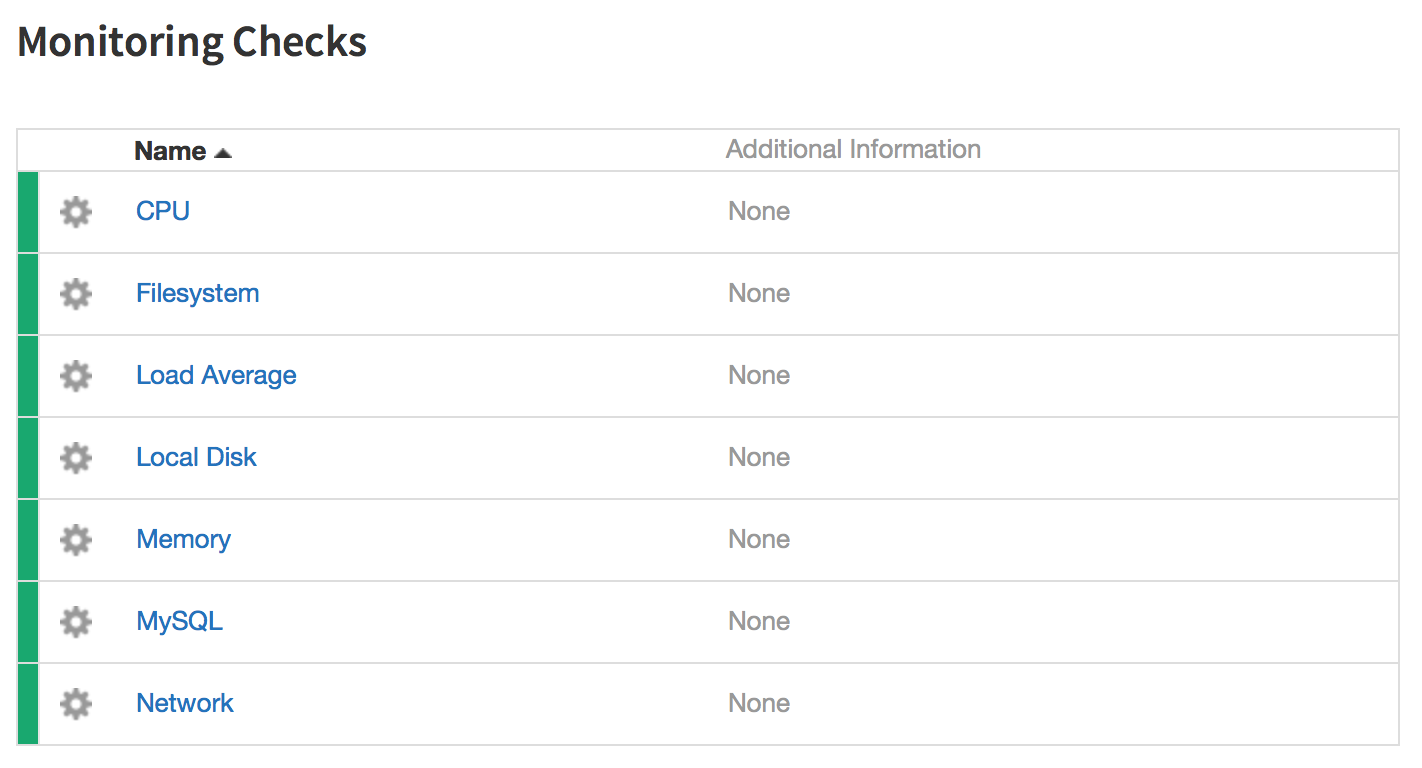 Monitoring Checks
Name Additional Information
CPU None
Filesystem None
Load Average None
Local Disk None
Memory None
MySQL None
Network None